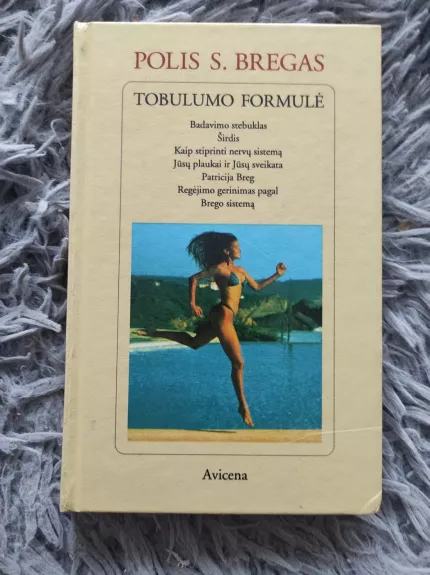 POLIS S. BREGAS
TOBULUMO FORMULĖ
Badavimo stebuklas
Širdis
Kaip stiprinti nervų sistemą
Jūsų plaukai ir Jūsų sveikata
Patricija Breg
Regėjimo gerinimas pagal
Brego sistemą
Avicena